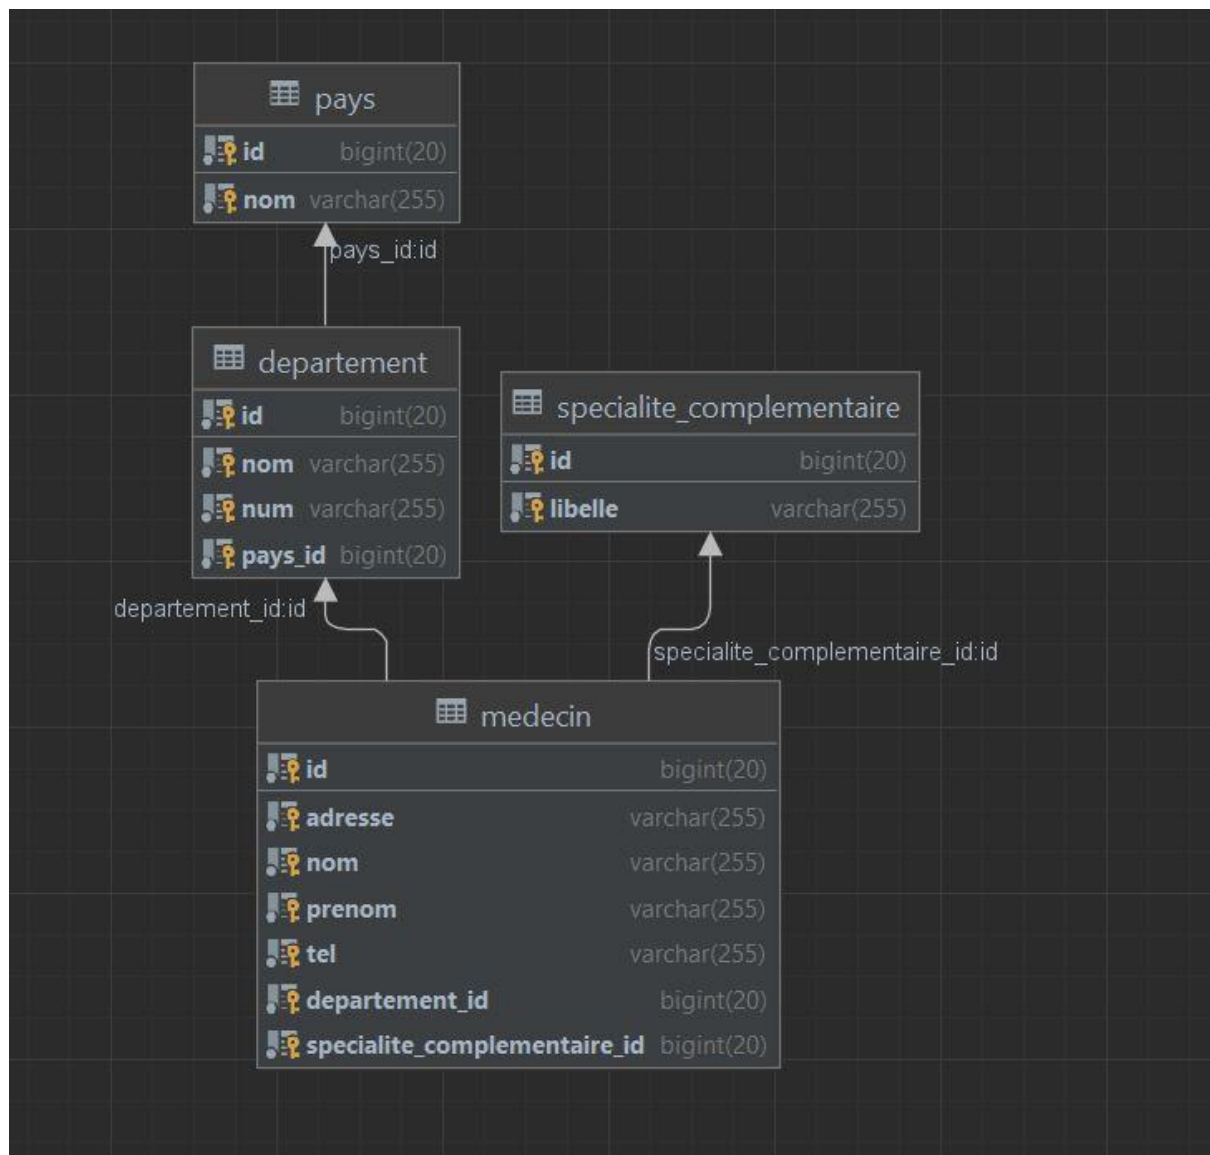 pays
id bigint(20)
nom varchar(255)
pays_id:id
departement
id bigint(20)
nom varchar(255)
num varchar(255)
pays_id bigint(20)
specialite_complementaire
id bigint(20)
libelle varchar(255)
departement_id:id
specialite_complementaire_id:id
medecin
id bigint(20)
adresse varchar(255)
nom varchar(255)
prenom varchar(255)
tel varchar(255)
departement_id bigint(20)
specialite_complementaire_id bigint(20)